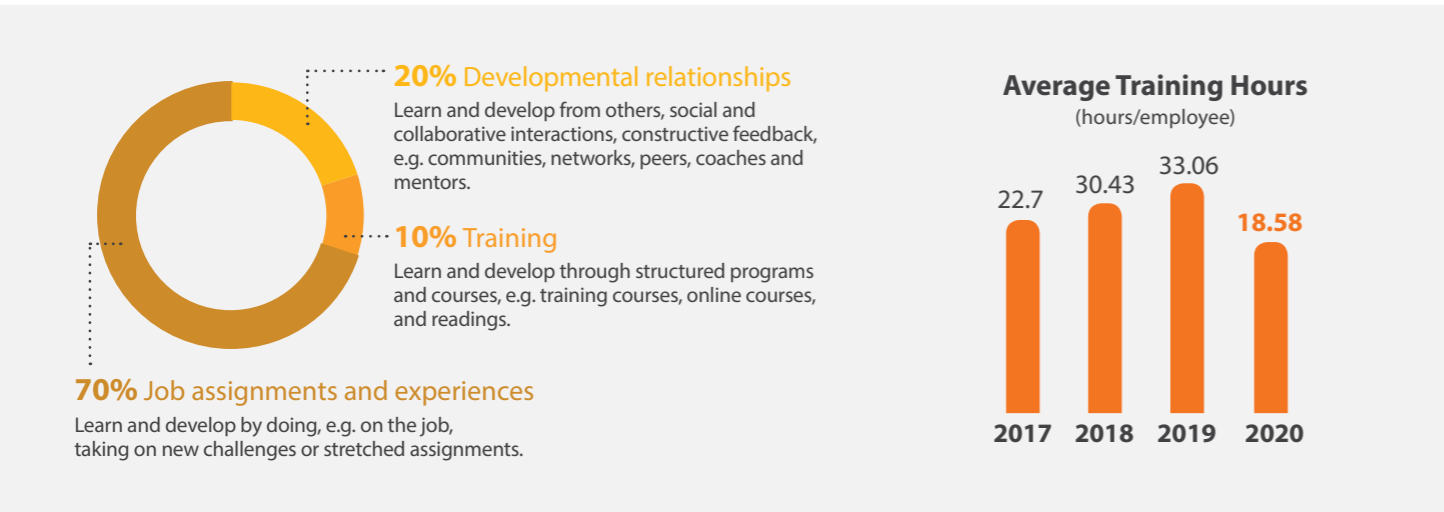 20% Developmental relationships
Learn and develop from others, social and
collaborative interactions, constructive feedback,
e.g. communities, networks, peers, coaches and
mentors.
10% Training
Learn and develop through structured programs
and courses, e.g. training courses, online courses,
and readings.
70% Job assignments and experiences
Learn and develop by doing, e.g. on the job,
taking on new challenges or stretched assignments.
Average Training Hours
(hours/employee)
22.7 30.43 33.06 18.58
2017 2018 2019 2020